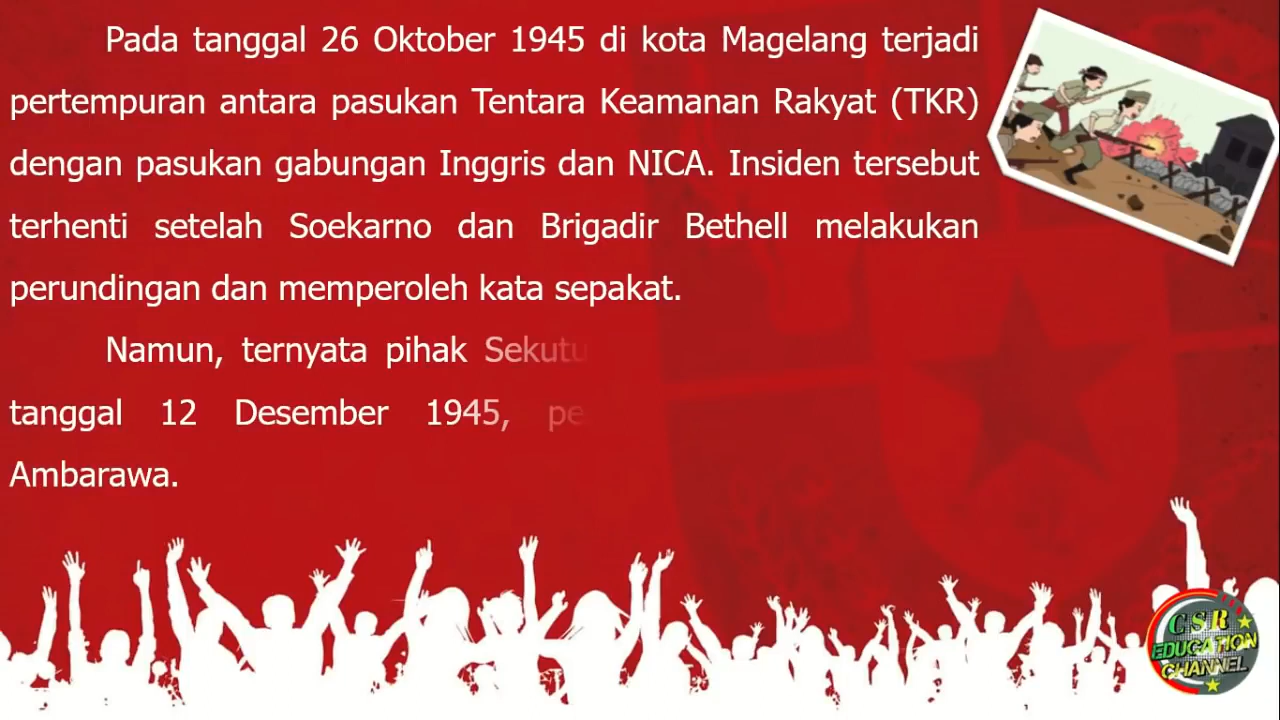 Pada tanggal 26 Oktober 1945 di kota Magelang terjadi
pertempuran antara pasukan Tentara Keamanan Rakyat (TKR)
dengan pasukan gabungan Inggris dan NICA. Insiden tersebut
terhenti setelah Soekarno dan Brigadir Bethell melakukan
perundingan dan memperoleh kata sepakat.
Namun, ternyata pihak
tanggal 12 Desember 1945,
Ambarawa.
GSR
EDUCATION
CHANNEL